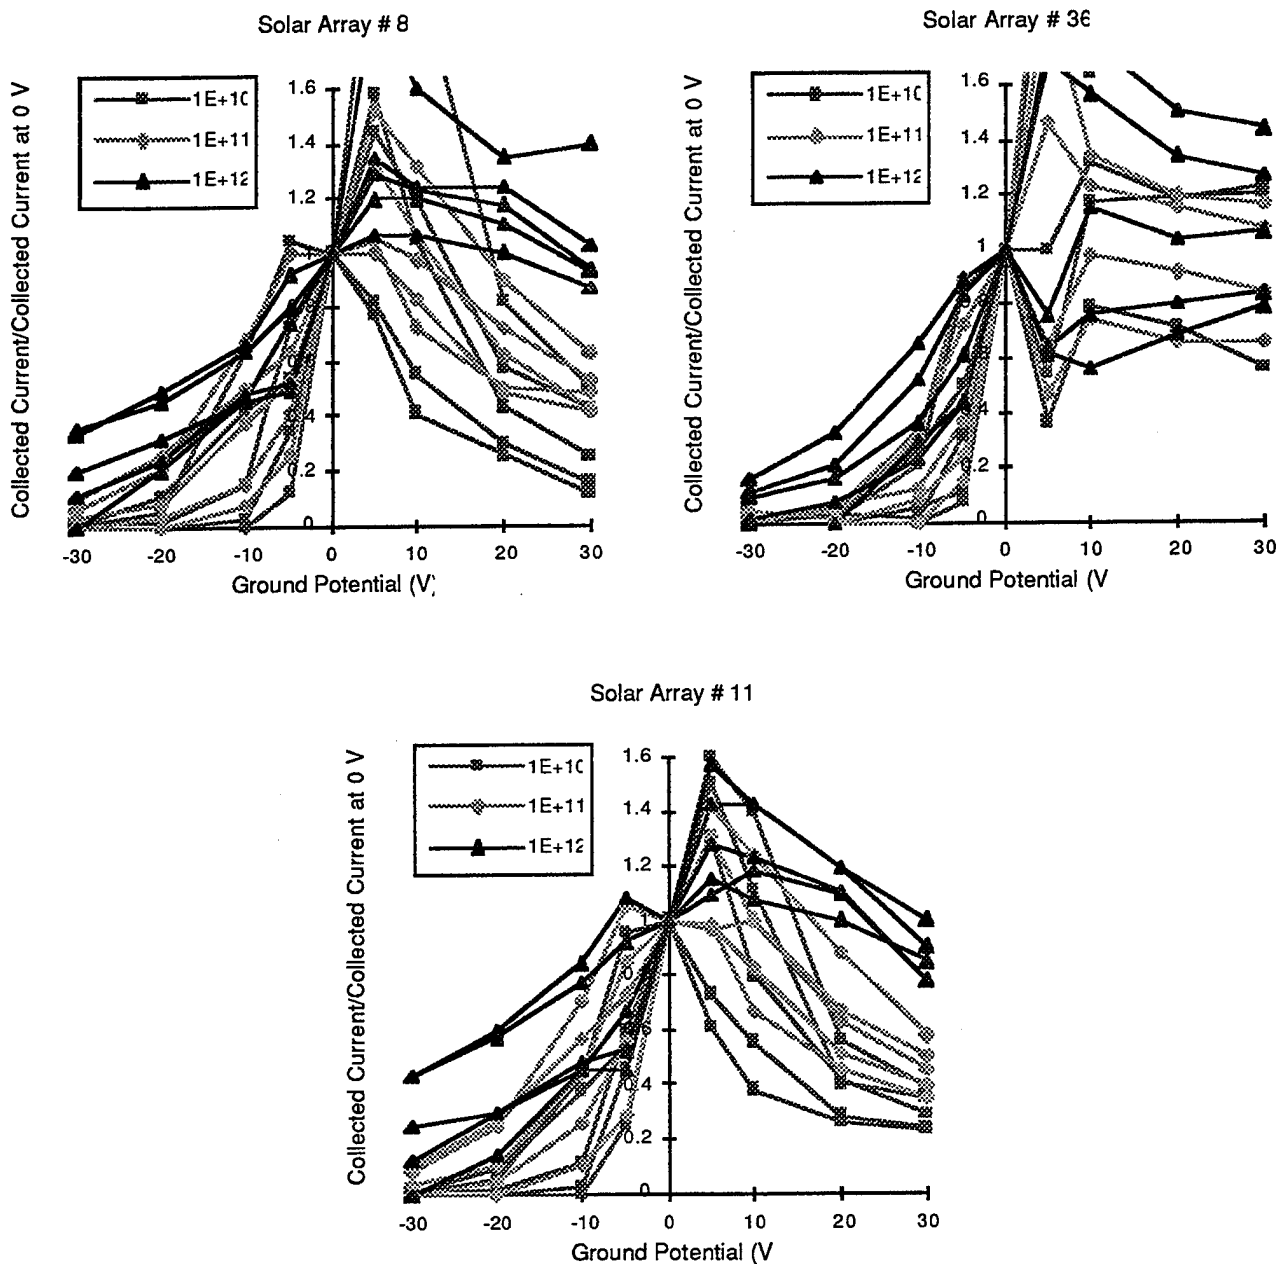 Solar Array # 8
Collected Current/Collected Current at 0 V
1E+10
1E+11
1E+12
1.6
1.4
1.2
1
0.2
0
-30
-20
-10
0
10
20
30
Ground Potential (V)
Solar Array # 36
Collected Current/Collected Current at 0 V
1E+10
1E+11
1E+12
1.6
1.4
1.2
1
0.2
0
-30
-20
-10
0
10
20
30
Ground Potential (V
Solar Array # 11
Collected Current/Collected Current at 0 V
1E+10
1E+11
1E+12
1.6
1.4
1.2
1
0.4
0.2
0
-30
-20
-10
0
10
20
30
Ground Potential (V